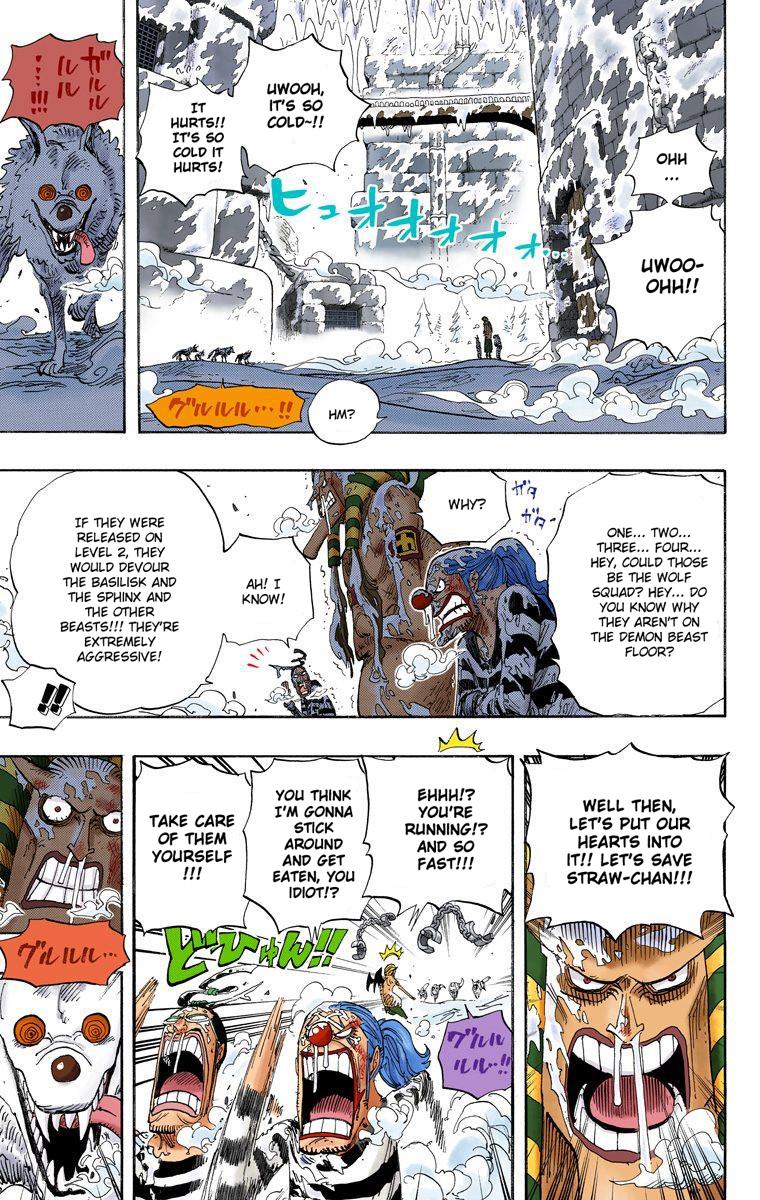 OHH
...
UWOO-
OHH!!
UWOOH,
IT'S SO
COLD~!!
IT
HURTS!!
IT'S SO
COLD IT
HURTS!
ヒュオオオオオォ...
グルルル…!!
HM?
ガルル
ルル
…!!!
ONE... TWO...
THREE... FOUR...
HEY, COULD THOSE
BE THE WOLF
SQUAD? HEY... DO
YOU KNOW WHY
THEY AREN'T ON
THE DEMON BEAST
FLOOR?
ガタ
ガタ
WHY?
AH! I
KNOW!
IF THEY WERE
RELEASED ON
LEVEL 2, THEY
WOULD DEVOUR
THE BASILISK AND
THE SPHINX AND
THE OTHER
BEASTS!!! THEY'RE
EXTREMELY
AGGRESSIVE!
!!
WELL THEN,
LET'S PUT OUR
HEARTS INTO
IT!! LET'S SAVE
STRAW-CHAN!!!
EHHH!?
YOU'RE
RUNNING!?
AND SO
FAST!!!
YOU THINK
I'M GONNA
STICK
AROUND
AND GET
EATEN, YOU
IDIOT!?
TAKE CARE
OF THEM
YOURSELF
!!!
どーひゅん!!
グルル
ルル…!!
グルルル…